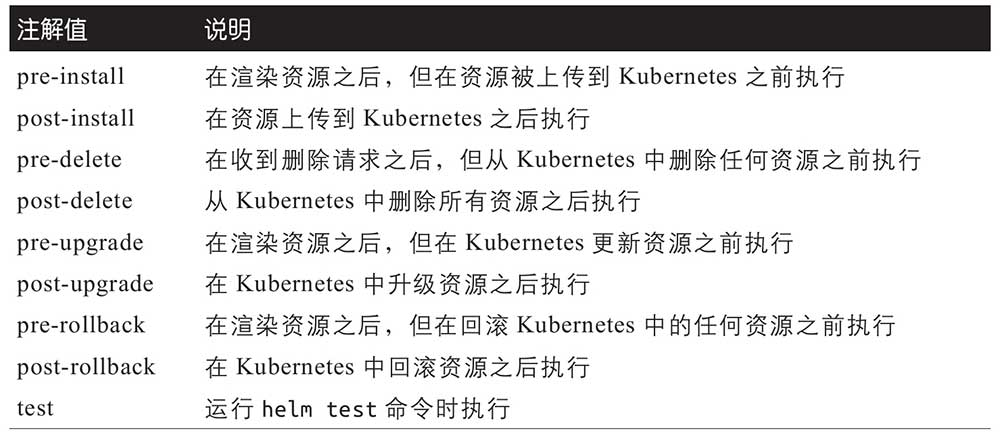 注解值 说明
pre-install 在渲染资源之后，但在资源被上传到 Kubernetes 之前执行
post-install 在资源上传到 Kubernetes 之后执行
pre-delete 在收到删除请求之后，但从 Kubernetes 中删除任何资源之前执行
post-delete 从 Kubernetes 中删除所有资源之后执行
pre-upgrade 在渲染资源之后，但在 Kubernetes 更新资源之前执行
post-upgrade 在 Kubernetes 中升级资源之后执行
pre-rollback 在渲染资源之后，但在回滚 Kubernetes 中的任何资源之前执行
post-rollback 在 Kubernetes 中回滚资源之后执行
test 运行 helm test 命令时执行